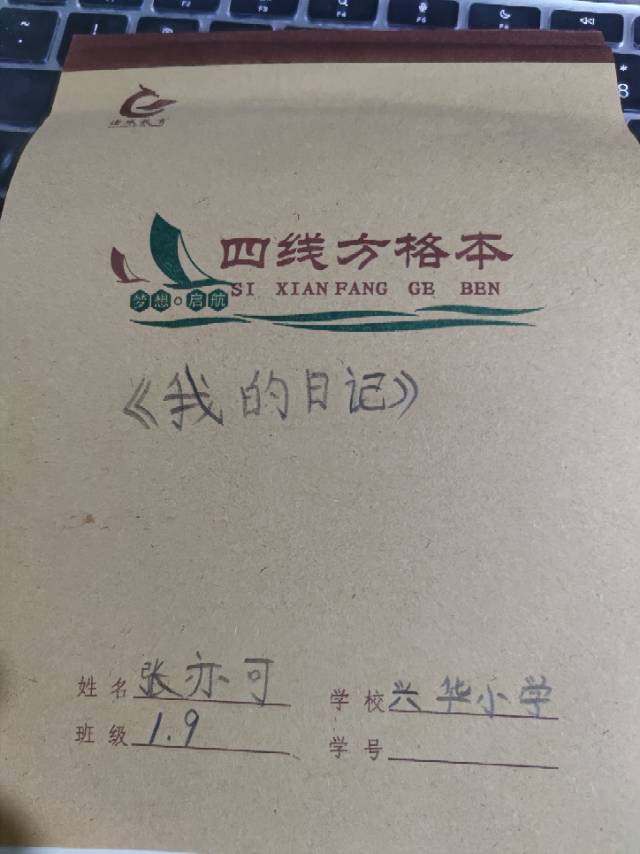 四线方格本
梦想。启航 SI XIAN FANG GE BEN
《我的日记》
姓名 张亦可 学校 兴华小学
班级 1.9 学号